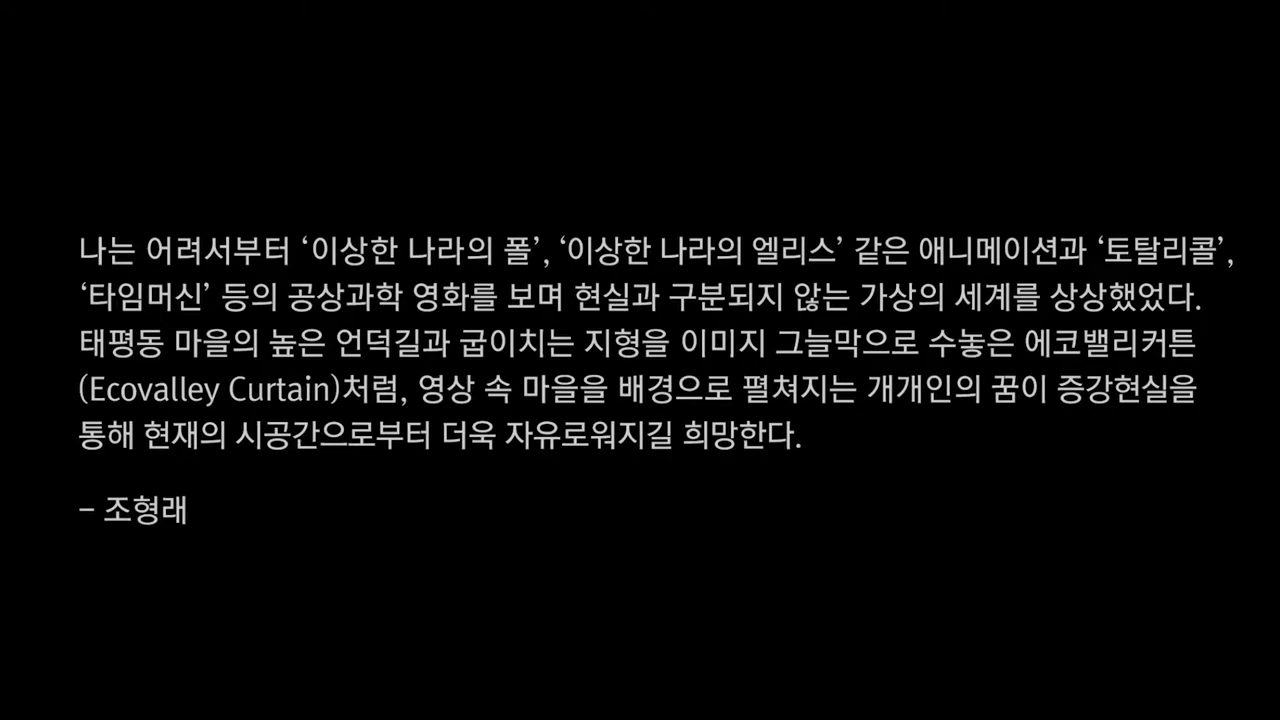 나는 어려서부터 ‘이상한 나라의 폴’, ‘이상한 나라의 엘리스’ 같은 애니메이션과 ‘토탈리콜’,
‘타임머신’ 등의 공상과학 영화를 보며 현실과 구분되지 않는 가상의 세계를 상상했었다.
태평동 마을의 높은 언덕길과 굽이치는 지형을 이미지 그늘막으로 수놓은 에코밸리커튼
(Ecovalley Curtain)처럼, 영상 속 마을을 배경으로 펼쳐지는 개개인의 꿈이 증강현실을
통해 현재의 시공간으로부터 더욱 자유로워지길 희망한다.
– 조형래